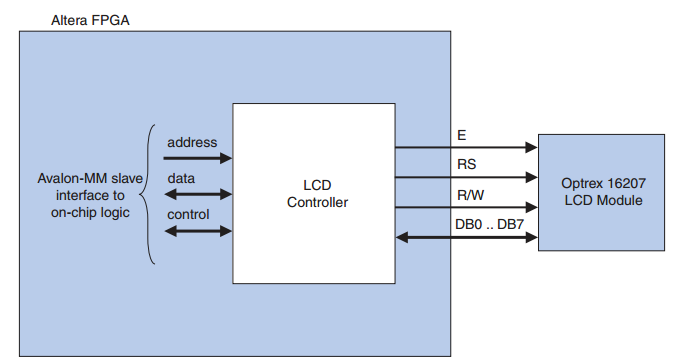 Altera FPGA
Avalon-MM slave
interface to
on-chip logic
address
data
control
LCD
Controller
E
RS
R/W
DB0 .. DB7
Optrex 16207
LCD Module